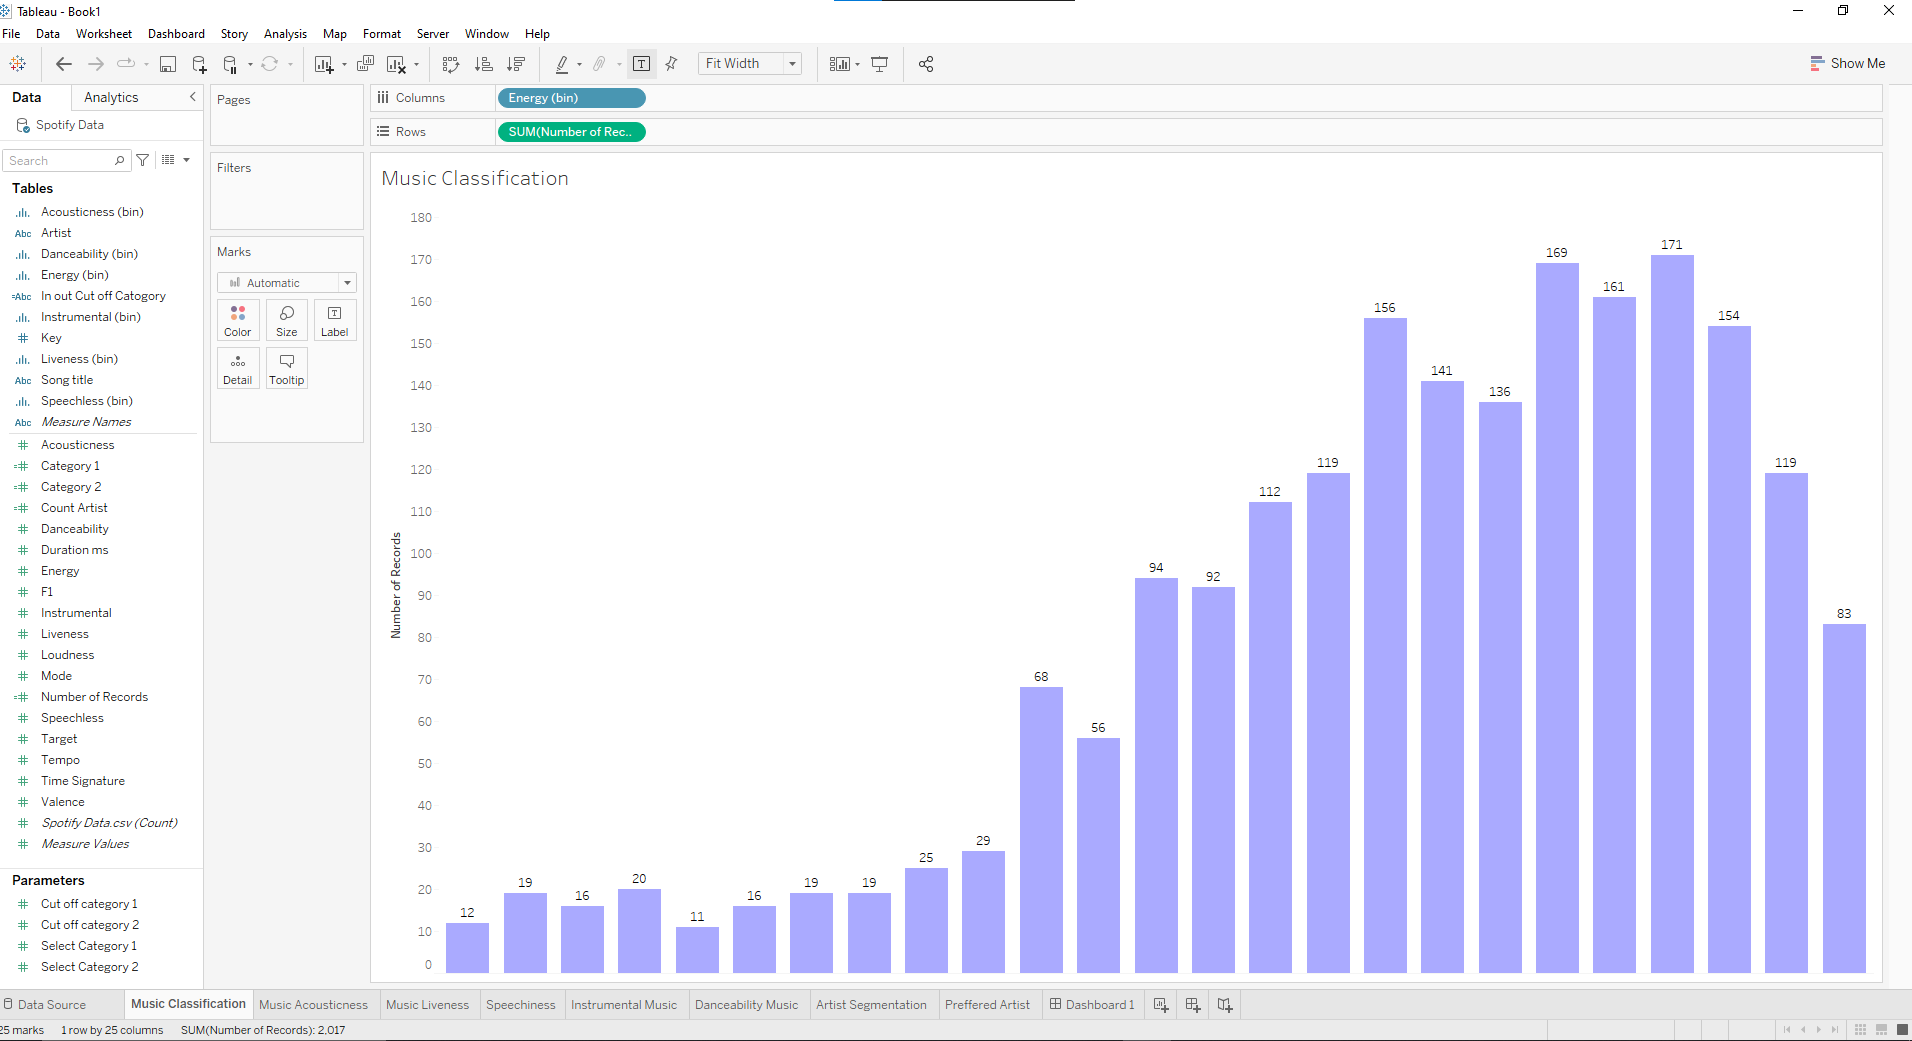 Tableau - Book1
File Data Worksheet Dashboard Story Analysis Map Format Server Window Help
Fit Width
Show Me
Data Analytics
Spotify Data
Search
Tables
Acousticness (bin)
Abc Artist
Danceability (bin)
Energy (bin)
=Abc In out Cut off Catogory
Instrumental (bin)
# Key
Liveness (bin)
Abc Song title
Speechless (bin)
Abc Measure Names
# Acousticness
=# Category 1
=# Category 2
=# Count Artist
# Danceability
# Duration ms
# Energy
# F1
# Instrumental
# Liveness
# Loudness
# Mode
=# Number of Records
# Speechless
# Target
# Tempo
# Time Signature
# Valence
# Spotify Data.csv (Count)
# Measure Values
Parameters
# Cut off category 1
# Cut off category 2
# Select Category 1
# Select Category 2
Pages
Filters
Marks
Automatic
Color Size Label
Detail Tooltip
Columns Energy (bin)
Rows SUM(Number of Rec..
Music Classification
180
170
160
150
140
130
120
110
100
90
80
70
60
50
40
30
20
10
0
Number of Records
12 19 16 20 11 16 19 19 25 29 68 56 94 92 112 119 156 141 136 169 161 171 154 119 83
Data Source Music Classification Music Acousticness Music Liveness Speechiness Instrumental Music Danceability Music Artist Segmentation Preffered Artist Dashboard 1
25 marks 1 row by 25 columns SUM(Number of Records): 2,017